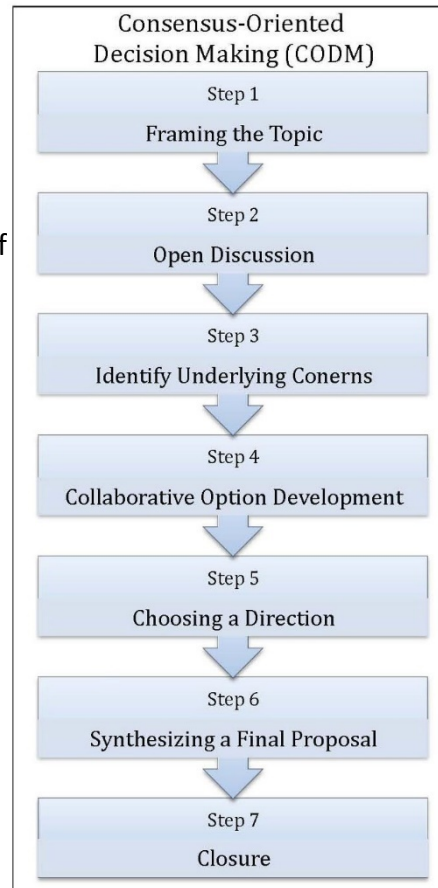 Consensus-Oriented
Decision Making (CODM)
Step 1
Framing the Topic
f
Step 2
Open Discussion
Step 3
Identify Underlying Conerns
Step 4
Collaborative Option Development
Step 5
Choosing a Direction
Step 6
Synthesizing a Final Proposal
Step 7
Closure